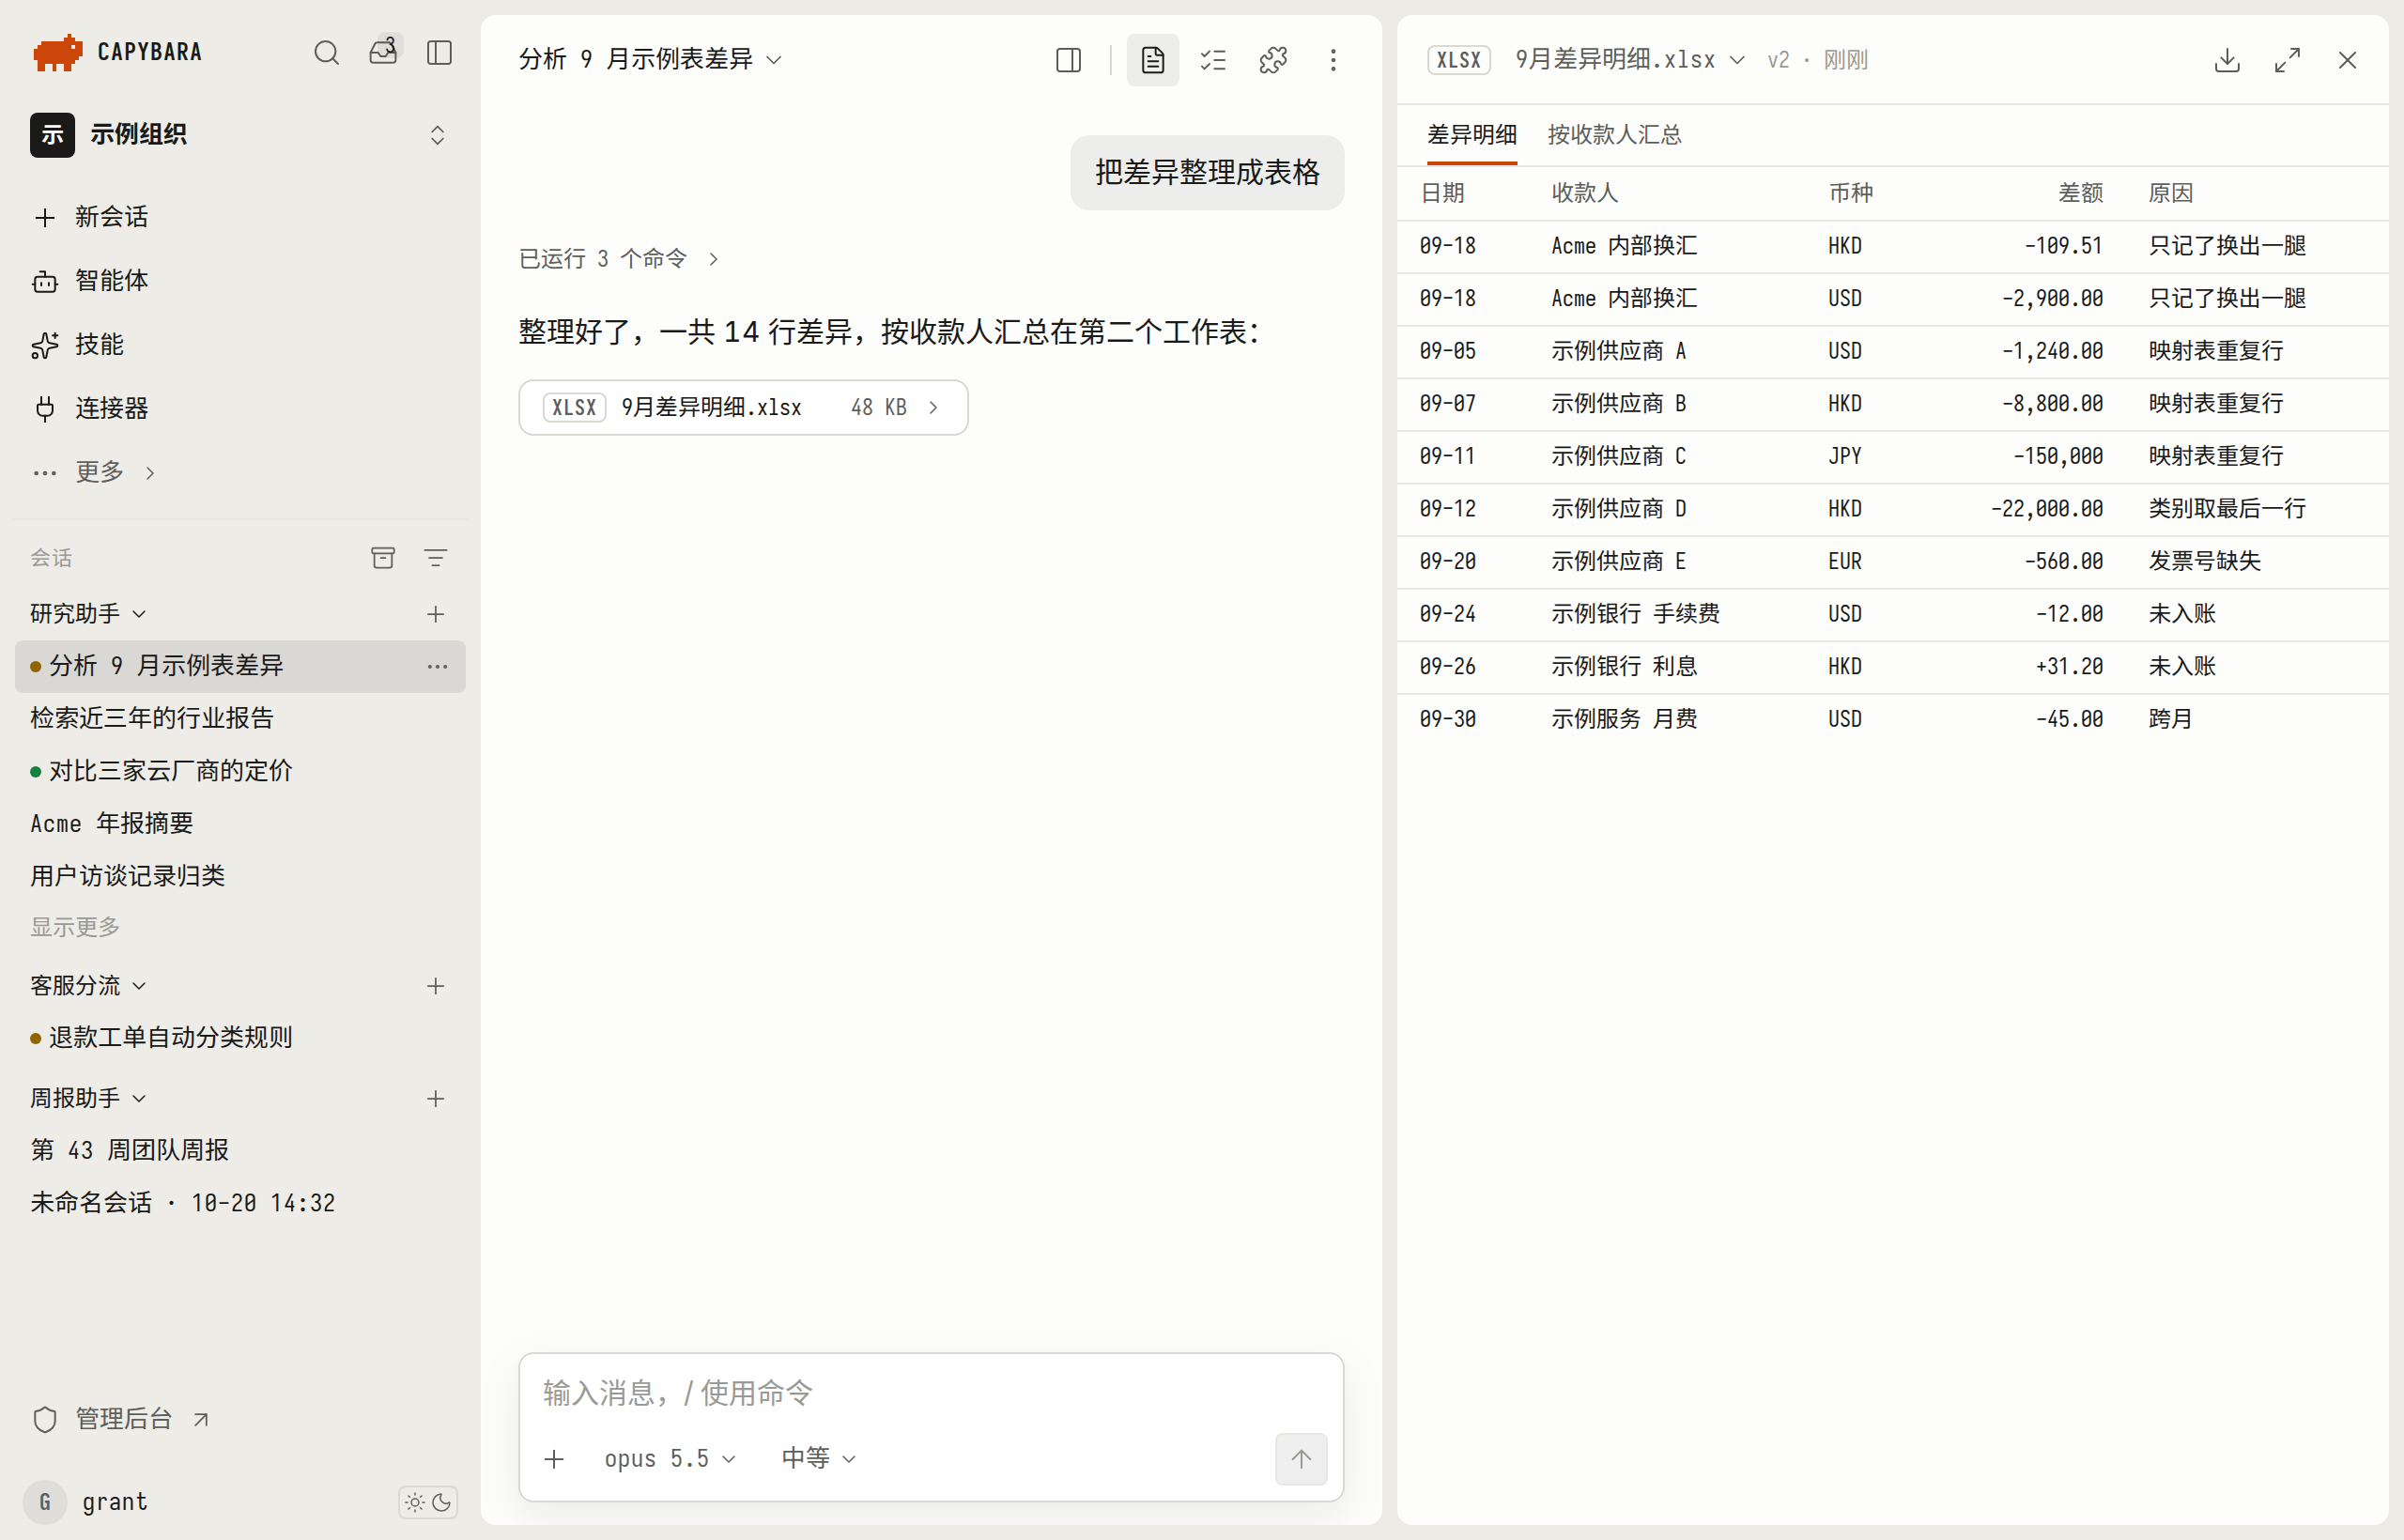 CAPYBARA
3
示 示例组织
新会话
智能体
技能
连接器
更多
会话
研究助手
分析 9 月示例表差异
检索近三年的行业报告
对比三家云厂商的定价
Acme 年报摘要
用户访谈记录归类
显示更多
客服分流
退款工单自动分类规则
周报助手
第 43 周团队周报
未命名会话 · 10-20 14:32
管理后台
G grant
分析 9 月示例表差异
把差异整理成表格
已运行 3 个命令
整理好了，一共 14 行差异，按收款人汇总在第二个工作表：
XLSX 9月差异明细.xlsx 48 KB
输入消息，/ 使用命令
opus 5.5 中等
XLSX 9月差异明细.xlsx v2 · 刚刚
差异明细 按收款人汇总
日期 收款人 币种 差额 原因
09-18 Acme 内部换汇 HKD -109.51 只记了换出一腿
09-18 Acme 内部换汇 USD -2,900.00 只记了换出一腿
09-05 示例供应商 A USD -1,240.00 映射表重复行
09-07 示例供应商 B HKD -8,800.00 映射表重复行
09-11 示例供应商 C JPY -150,000 映射表重复行
09-12 示例供应商 D HKD -22,000.00 类别取最后一行
09-20 示例供应商 E EUR -560.00 发票号缺失
09-24 示例银行 手续费 USD -12.00 未入账
09-26 示例银行 利息 HKD +31.20 未入账
09-30 示例服务 月费 USD -45.00 跨月